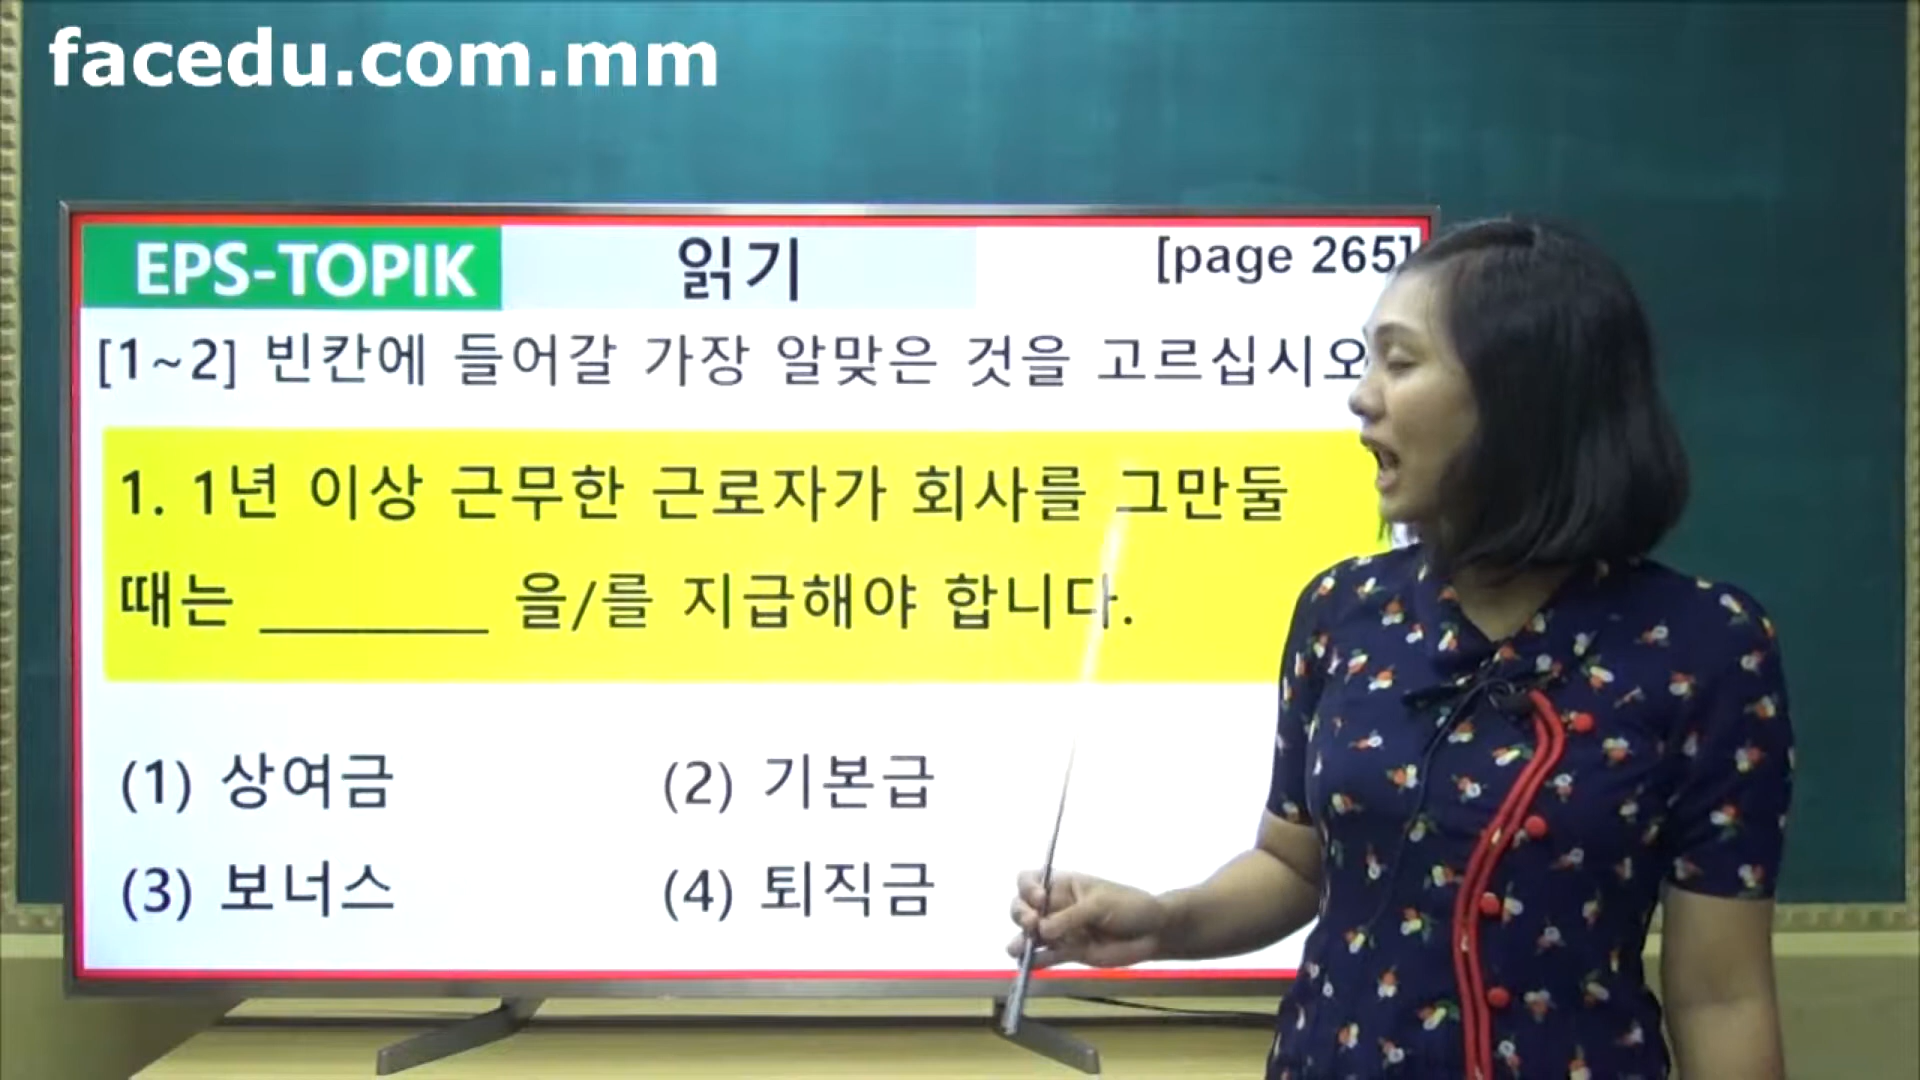 facedu.com.mm
EPS-TOPIK 읽기 [page 265]
[1~2] 빈칸에 들어갈 가장 알맞은 것을 고르십시오
1. 1년 이상 근무한 근로자가 회사를 그만둘
때는 ________ 을/를 지급해야 합니다.
(1) 상여금 (2) 기본급
(3) 보너스 (4) 퇴직금